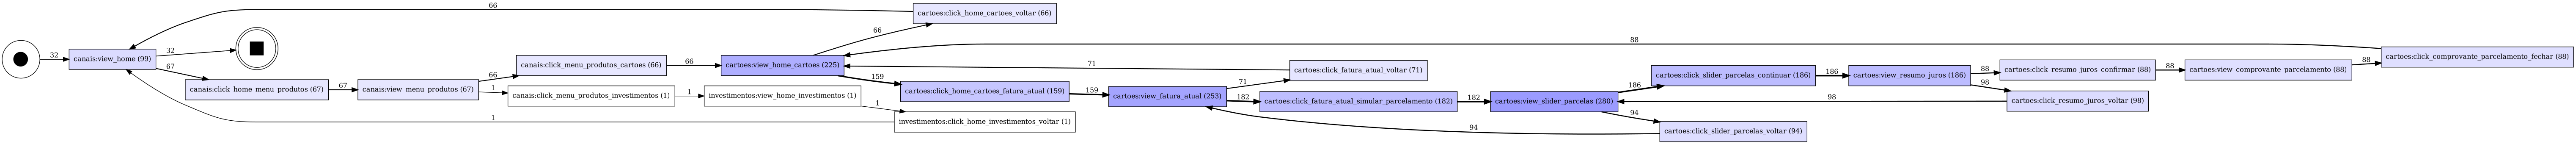 66
cartoes:click_home_cartoes_voltar (66)
66
88
32
canais:view_home (99)
32
67
canais:click_home_menu_produtos (67)
67
canais:view_menu_produtos (67)
66
canais:click_menu_produtos_cartoes (66)
66
cartoes:view_home_cartoes (225)
1
canais:click_menu_produtos_investimentos (1)
1
investimentos:view_home_investimentos (1)
1
investimentos:click_home_investimentos_voltar (1)
1
159
cartoes:click_home_cartoes_fatura_atual (159)
159
cartoes:view_fatura_atual (253)
71
cartoes:click_fatura_atual_voltar (71)
71
182
cartoes:click_fatura_atual_simular_parcelamento (182)
182
cartoes:view_slider_parcelas (280)
186
cartoes:click_slider_parcelas_continuar (186)
186
cartoes:view_resumo_juros (186)
88
cartoes:click_resumo_juros_confirmar (88)
88
cartoes:view_comprovante_parcelamento (88)
88
cartoes:click_comprovante_parcelamento_fechar (88)
98
cartoes:click_resumo_juros_voltar (98)
98
94
cartoes:click_slider_parcelas_voltar (94)
94